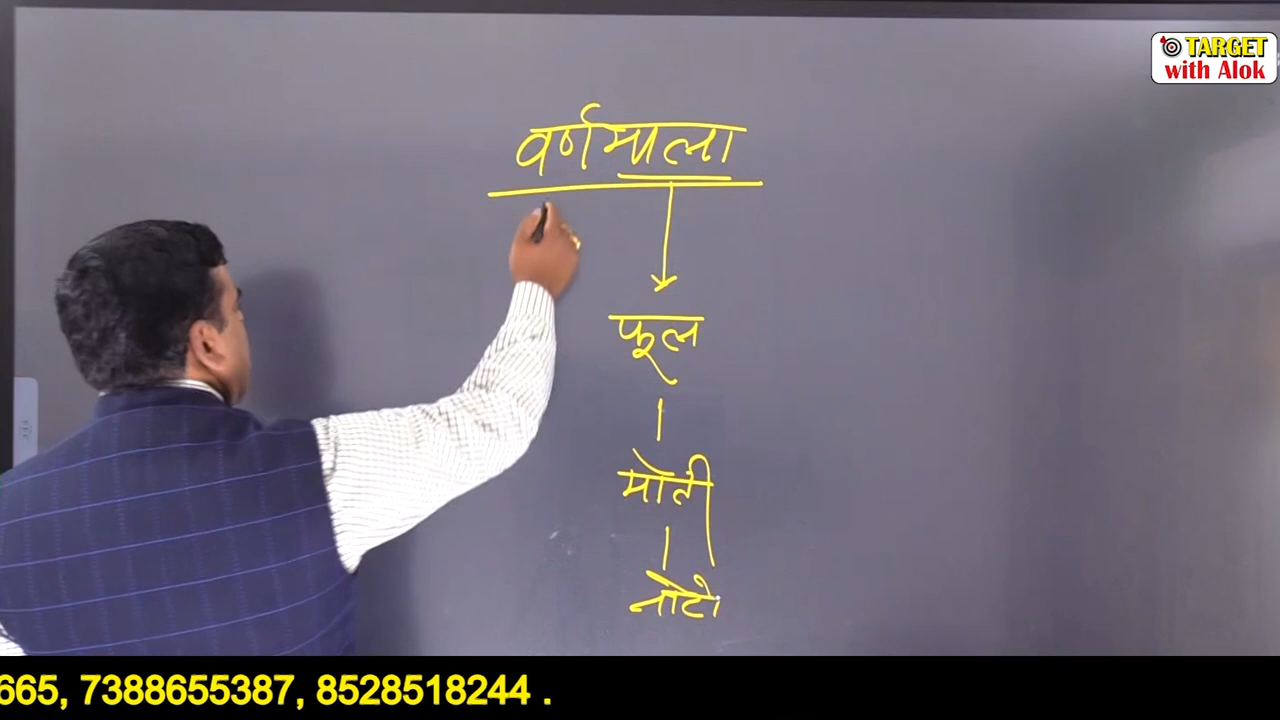 TARGET
with Alok
वर्णमाला
फूल
मोती
नोटो
665, 7388655387, 8528518244 .